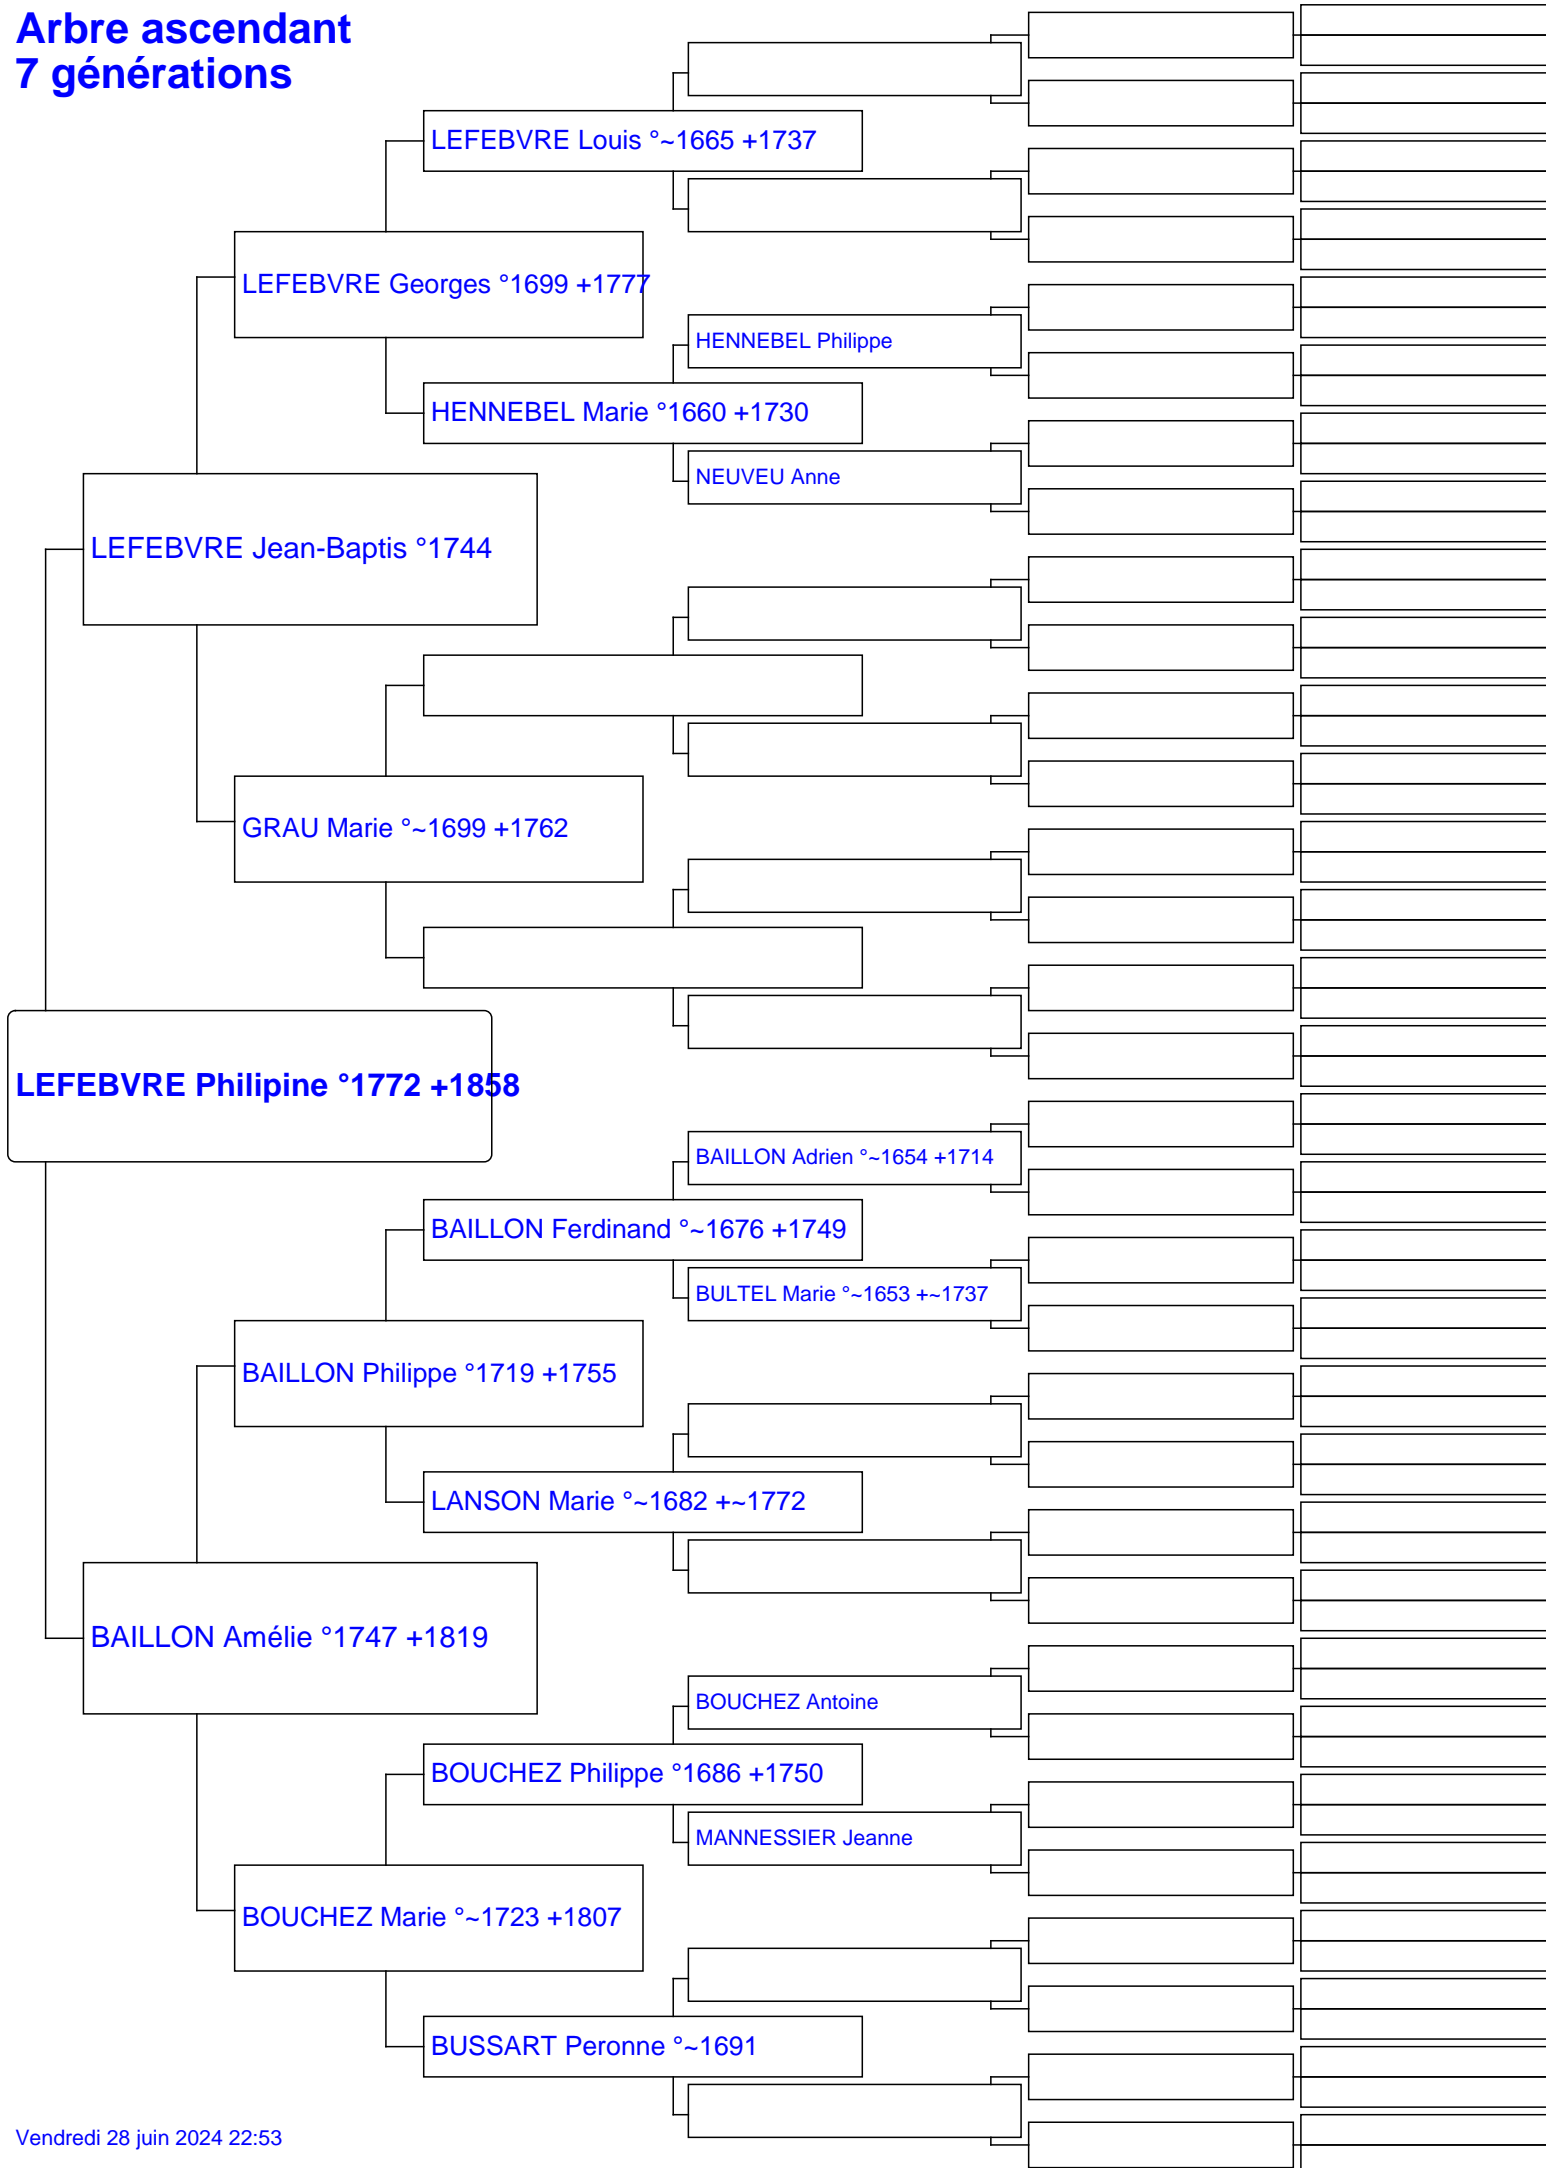 Arbre ascendant
7 générations
LEFEBVRE Louis °~1665 +1737
LEFEBVRE Georges °1699 +1777
HENNEBEL Philippe
HENNEBEL Marie °1660 +1730
NEUVEU Anne
LEFEBVRE Jean-Baptis °1744
GRAU Marie °~1699 +1762
LEFEBVRE Philipine °1772 +1858
BAILLON Adrien °~1654 +1714
BAILLON Ferdinand °~1676 +1749
BULTEL Marie °~1653 +~1737
BAILLON Philippe °1719 +1755
LANSON Marie °~1682 +~1772
BAILLON Amélie °1747 +1819
BOUCHEZ Antoine
BOUCHEZ Philippe °1686 +1750
MANNESSIER Jeanne
BOUCHEZ Marie °~1723 +1807
BUSSART Peronne °~1691
Vendredi 28 juin 2024 22:53